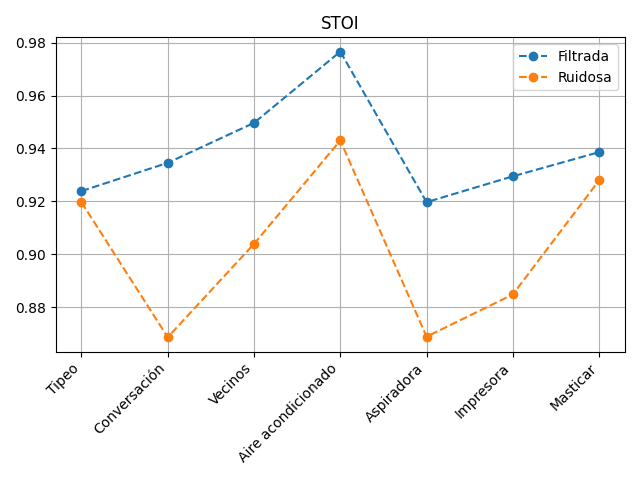 STOI
0.98
0.96
0.94
0.92
0.90
0.88
Filtrada
Ruidosa
Tipeo
Conversación
Vecinos
Aire acondicionado
Aspiradora
Impresora
Masticar